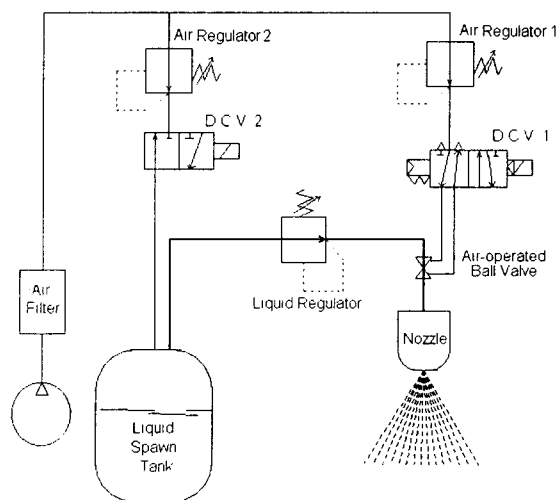 Air Regulator 2
Air Regulator 1
D C V 2
D C V 1
Air-operated
Ball Valve
Air
Filter
Liquid Regulator
Nozzle
Liquid
Spawn
Tank